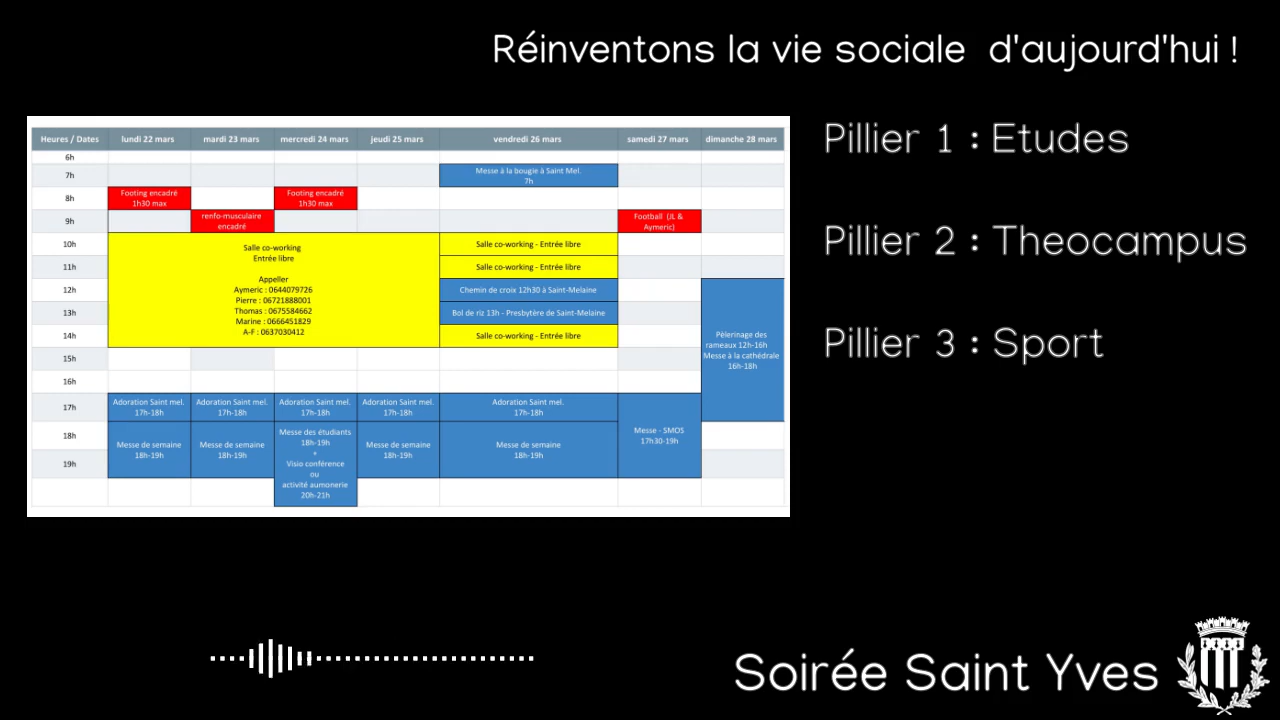 Réinventons la vie sociale d'aujourd'hui !
Heures / Dates lundi 22 mars mardi 23 mars mercredi 24 mars jeudi 25 mars vendredi 26 mars samedi 27 mars dimanche 28 mars
6h
7h
Messe à la bougie à Saint Mel.
7h
8h
Footing encadré
1h30 max
Footing encadré
1h30 max
9h
renfo-musculaire
encadré
Football (JL &
Aymeric)
10h
Salle co-working
Entrée libre
Appeller
Aymeric : 0644079726
Pierre : 06721888001
Thomas : 0675584662
Marine : 0666451829
A-F : 0637030412
Salle co-working - Entrée libre
11h
Salle co-working - Entrée libre
12h
Chemin de croix 12h30 à Saint-Melaine
13h
Bol de riz 13h - Presbytère de Saint-Melaine
14h
Salle co-working - Entrée libre
Pèlerinage des
rameaux 12h-16h
Messe à la cathédrale
16h-18h
15h
16h
17h
Adoration Saint mel.
17h-18h
Adoration Saint mel.
17h-18h
Adoration Saint mel.
17h-18h
Adoration Saint mel.
17h-18h
Adoration Saint mel.
17h-18h
Messe - SMOS
17h30-19h
18h
Messe de semaine
18h-19h
Messe de semaine
18h-19h
Messe des étudiants
18h-19h
+
Visio conférence
ou
activité aumonerie
20h-21h
Messe de semaine
18h-19h
Messe de semaine
18h-19h
19h
Pillier 1 : Etudes
Pillier 2 : Theocampus
Pillier 3 : Sport
Soirée Saint Yves